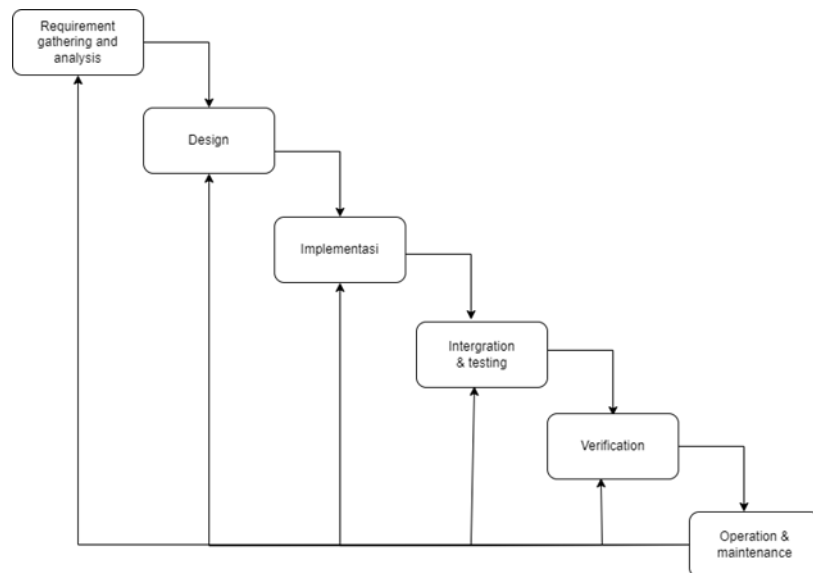 Requirement
gathering and
analysis
Design
Implementasi
Intergration
& testing
Verification
Operation &
maintenance